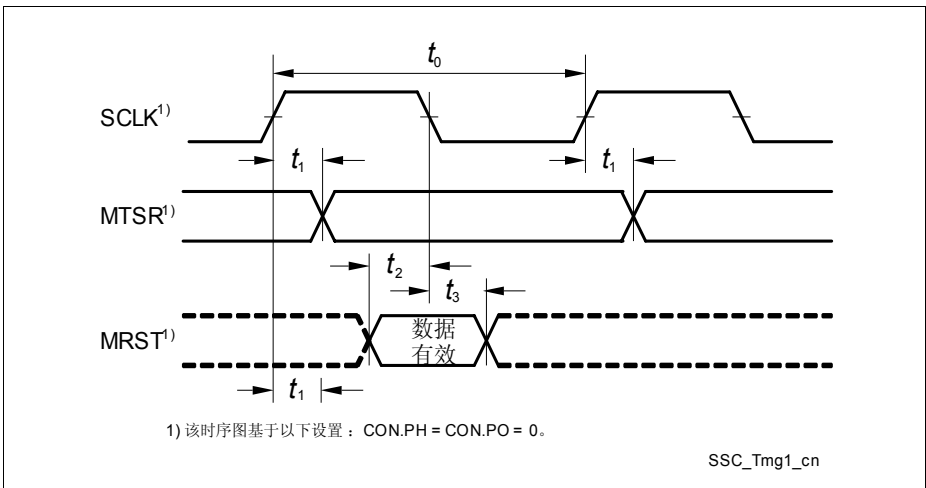 t₀
SCLK¹⁾
t₁ t₁
MTSR¹⁾
t₂
t₃
MRST¹⁾
数据
有效
t₁
1) 该时序图基于以下设置 : CON.PH = CON.PO = 0。
SSC_Tmg1_cn